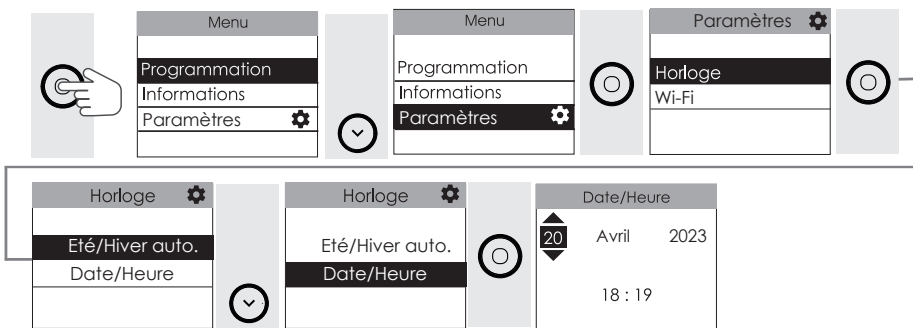 Menu
Programmation
Informations
Paramètres
Menu
Programmation
Informations
Paramètres
Paramètres
Horloge
Wi-Fi
Horloge
Eté/Hiver auto.
Date/Heure
Horloge
Eté/Hiver auto.
Date/Heure
Date/Heure
20 Avril 2023
18 : 19